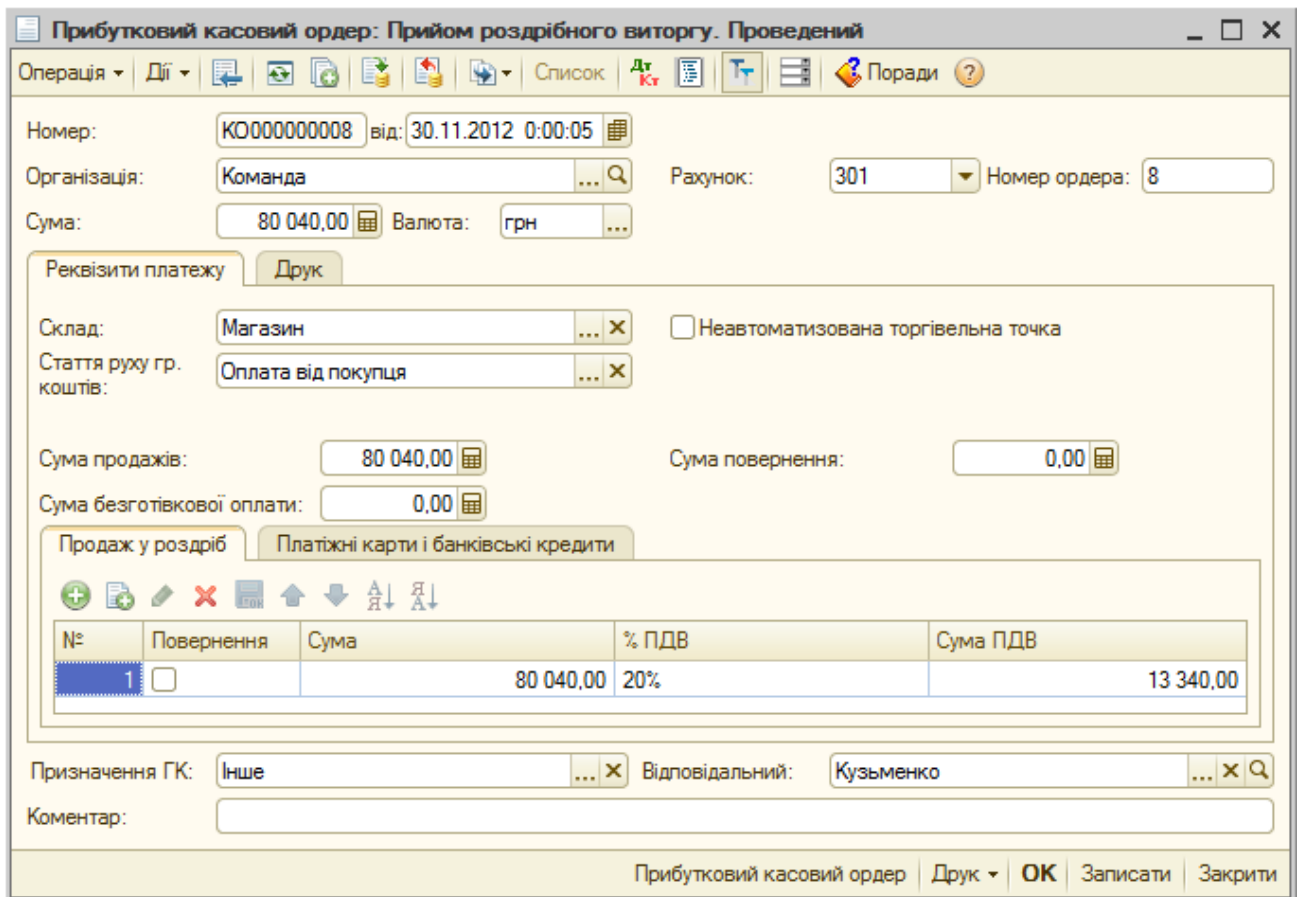 Прибутковий касовий ордер: Прийом роздрібного виторгу. Проведений
Операція Дії Список Дт Кт Поради
Номер: КО000000008 від: 30.11.2012 0:00:05
Організація: Команда ... Рахунок: 301 Номер ордера: 8
Сума: 80 040,00 Валюта: грн ...
Реквізити платежу Друк
Склад: Магазин ... Неавтоматизована торгівельна точка
Стаття руху гр. коштів: Оплата від покупця ...
Сума продажів: 80 040,00 Сума повернення: 0,00
Сума безготівкової оплати: 0,00
Продаж у роздріб Платіжні карти і банківські кредити
№ Повернення Сума % ПДВ Сума ПДВ
1 80 040,00 20% 13 340,00
Призначення ГК: Інше ... Відповідальний: Кузьменко ...
Коментар:
Прибутковий касовий ордер Друк ОК Записати Закрити